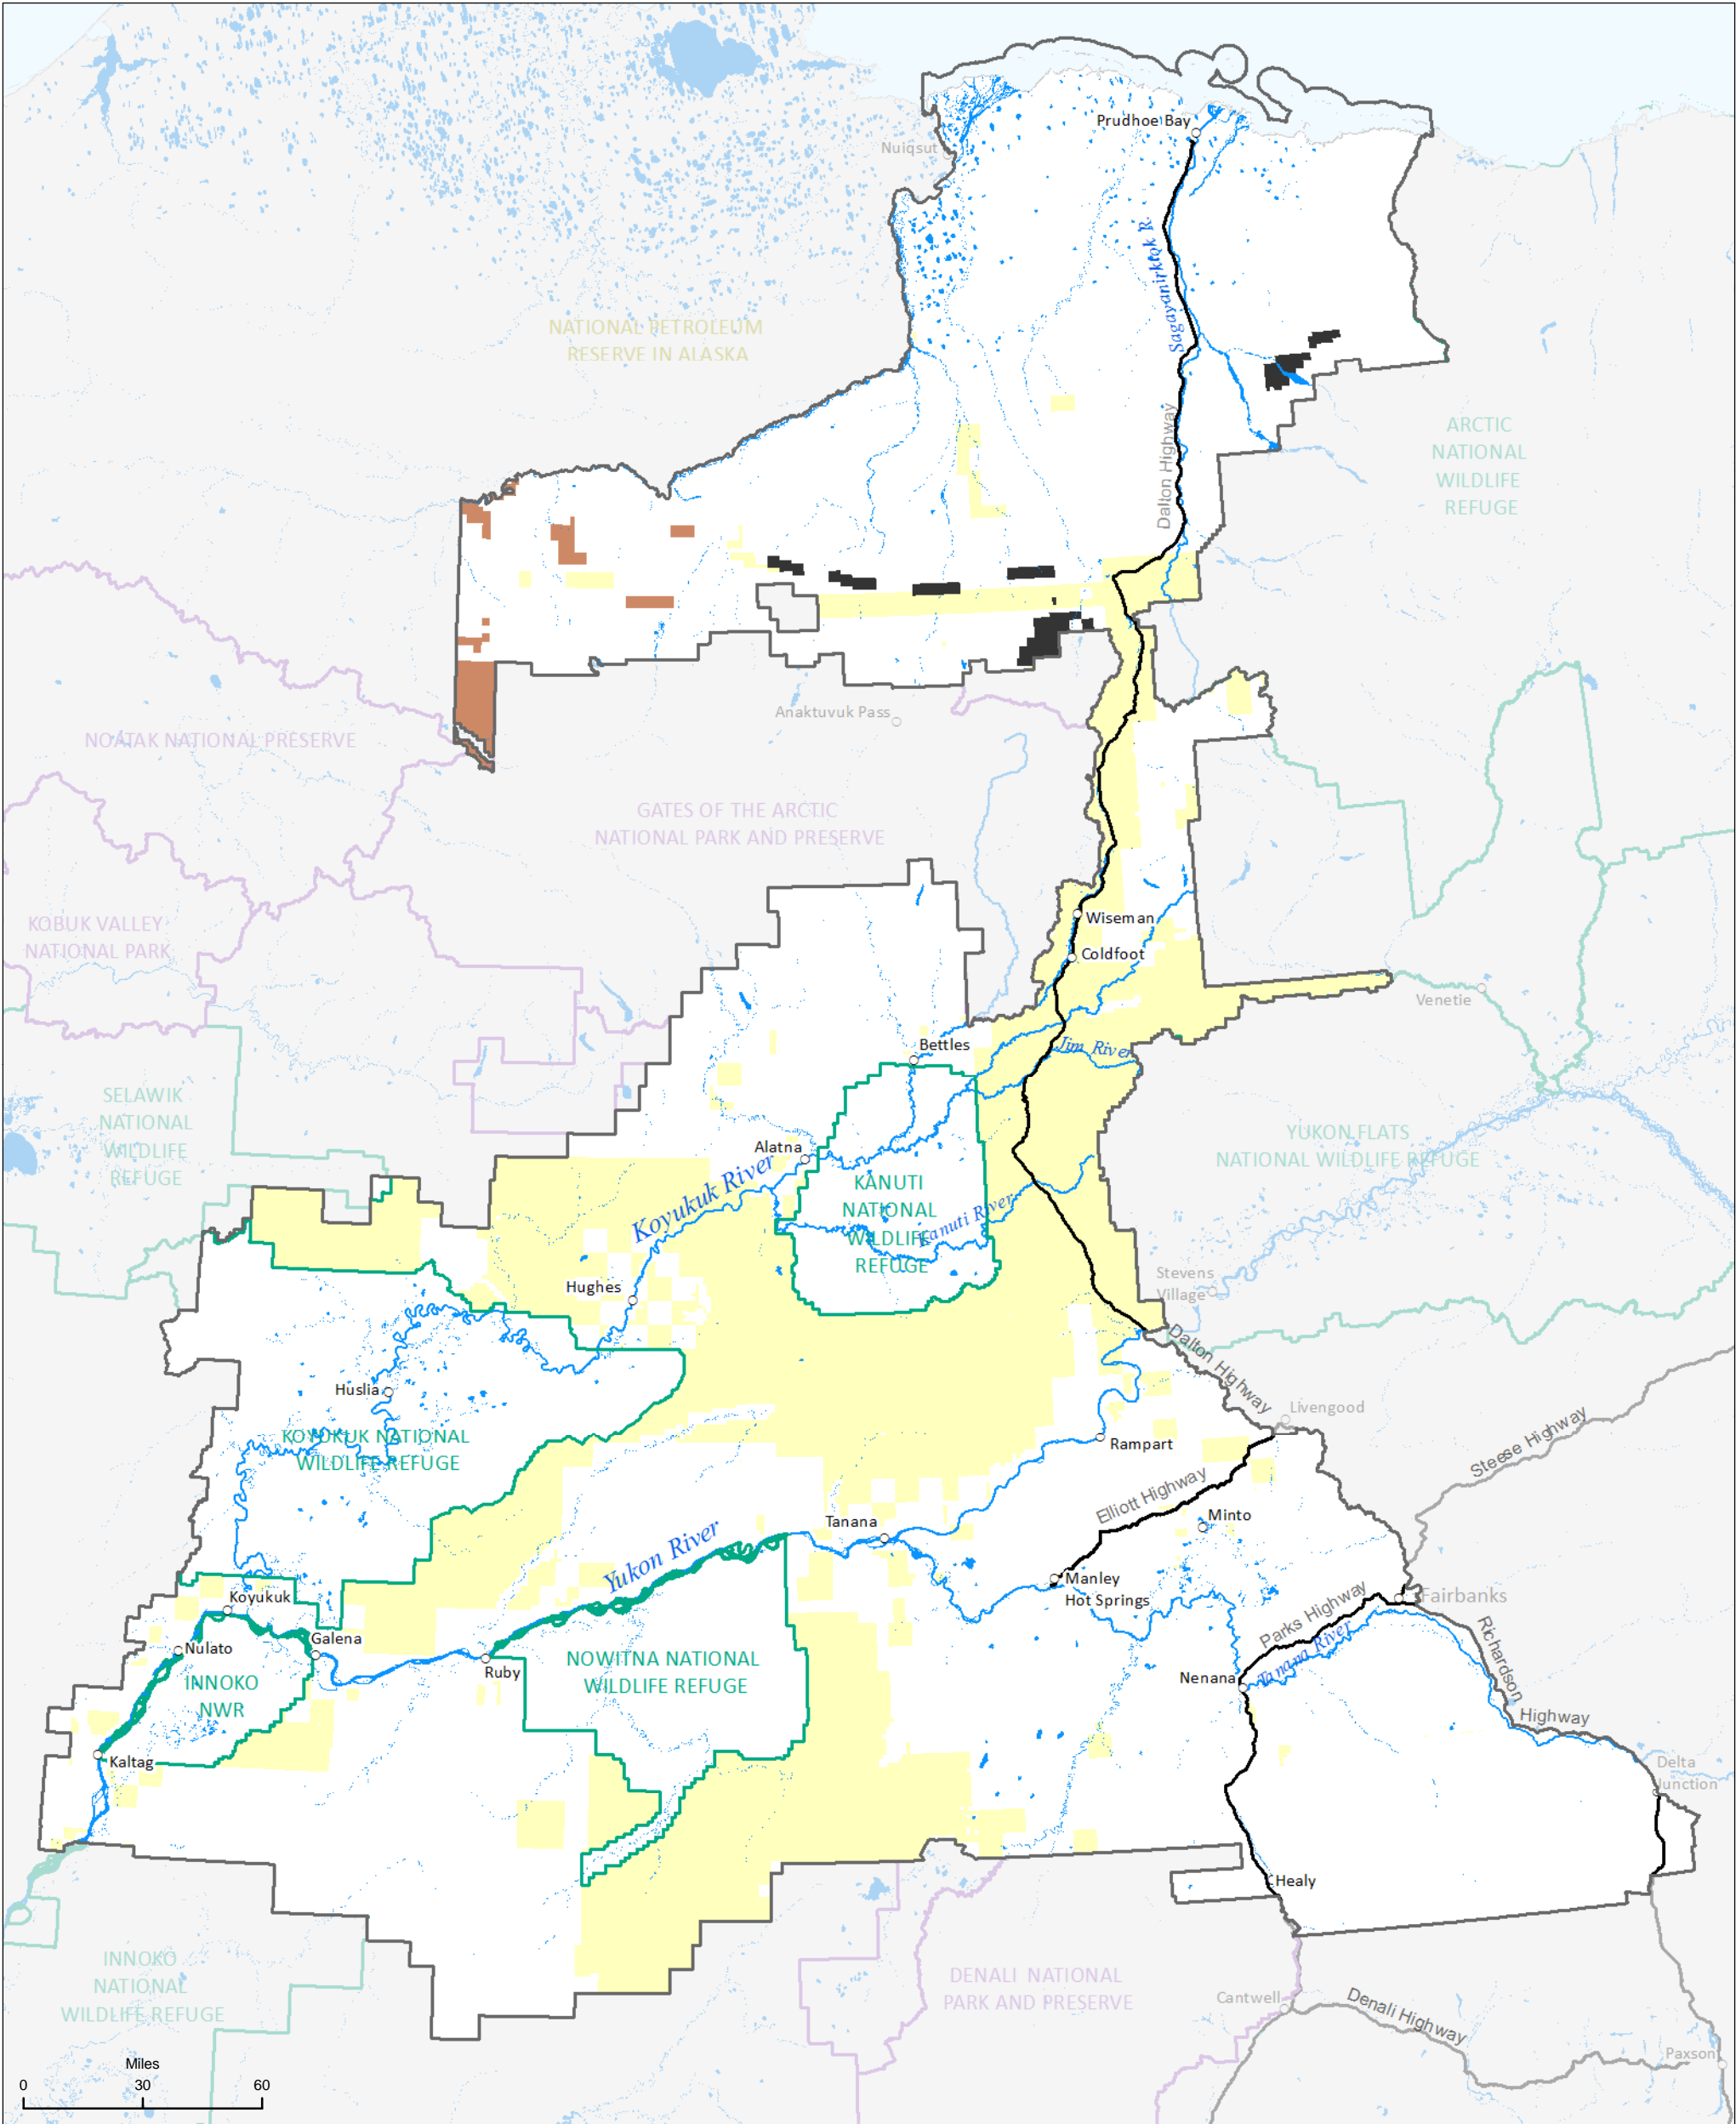 Prudhoe Bay
Nuiqsut
Sagavanirktok R.
NATIONAL PETROLEUM
RESERVE IN ALASKA
Dalton Highway
ARCTIC
NATIONAL
WILDLIFE
REFUGE
Anaktuvuk Pass
NOATAK NATIONAL PRESERVE
GATES OF THE ARCTIC
NATIONAL PARK AND PRESERVE
KOBUK VALLEY
NATIONAL PARK
Wiseman
Coldfoot
Venetie
Bettles
Jim River
SELAWIK
NATIONAL
WILDLIFE
REFUGE
YUKON FLATS
NATIONAL WILDLIFE REFUGE
Alatna
Koyukuk River
KANUTI
NATIONAL
WILDLIFE
REFUGE
Kanuti River
Hughes
Stevens
Village
Dalton Highway
Huslia
Livengood
KOYUKUK NATIONAL
WILDLIFE REFUGE
Rampart
Steese Highway
Elliott Highway
Minto
Tanana
Yukon River
Manley
Hot Springs
Koyukuk
Fairbanks
Parks Highway
Nulato
Galena
Ruby
Richardson
Highway
Tanana River
INNOKO
NWR
NOWITNA NATIONAL
WILDLIFE REFUGE
Nenana
Kaltag
Delta
Junction
Healy
INNOKO
NATIONAL
WILDLIFE REFUGE
DENALI NATIONAL
PARK AND PRESERVE
Cantwell
Denali Highway
Paxson
Miles
0 30 60